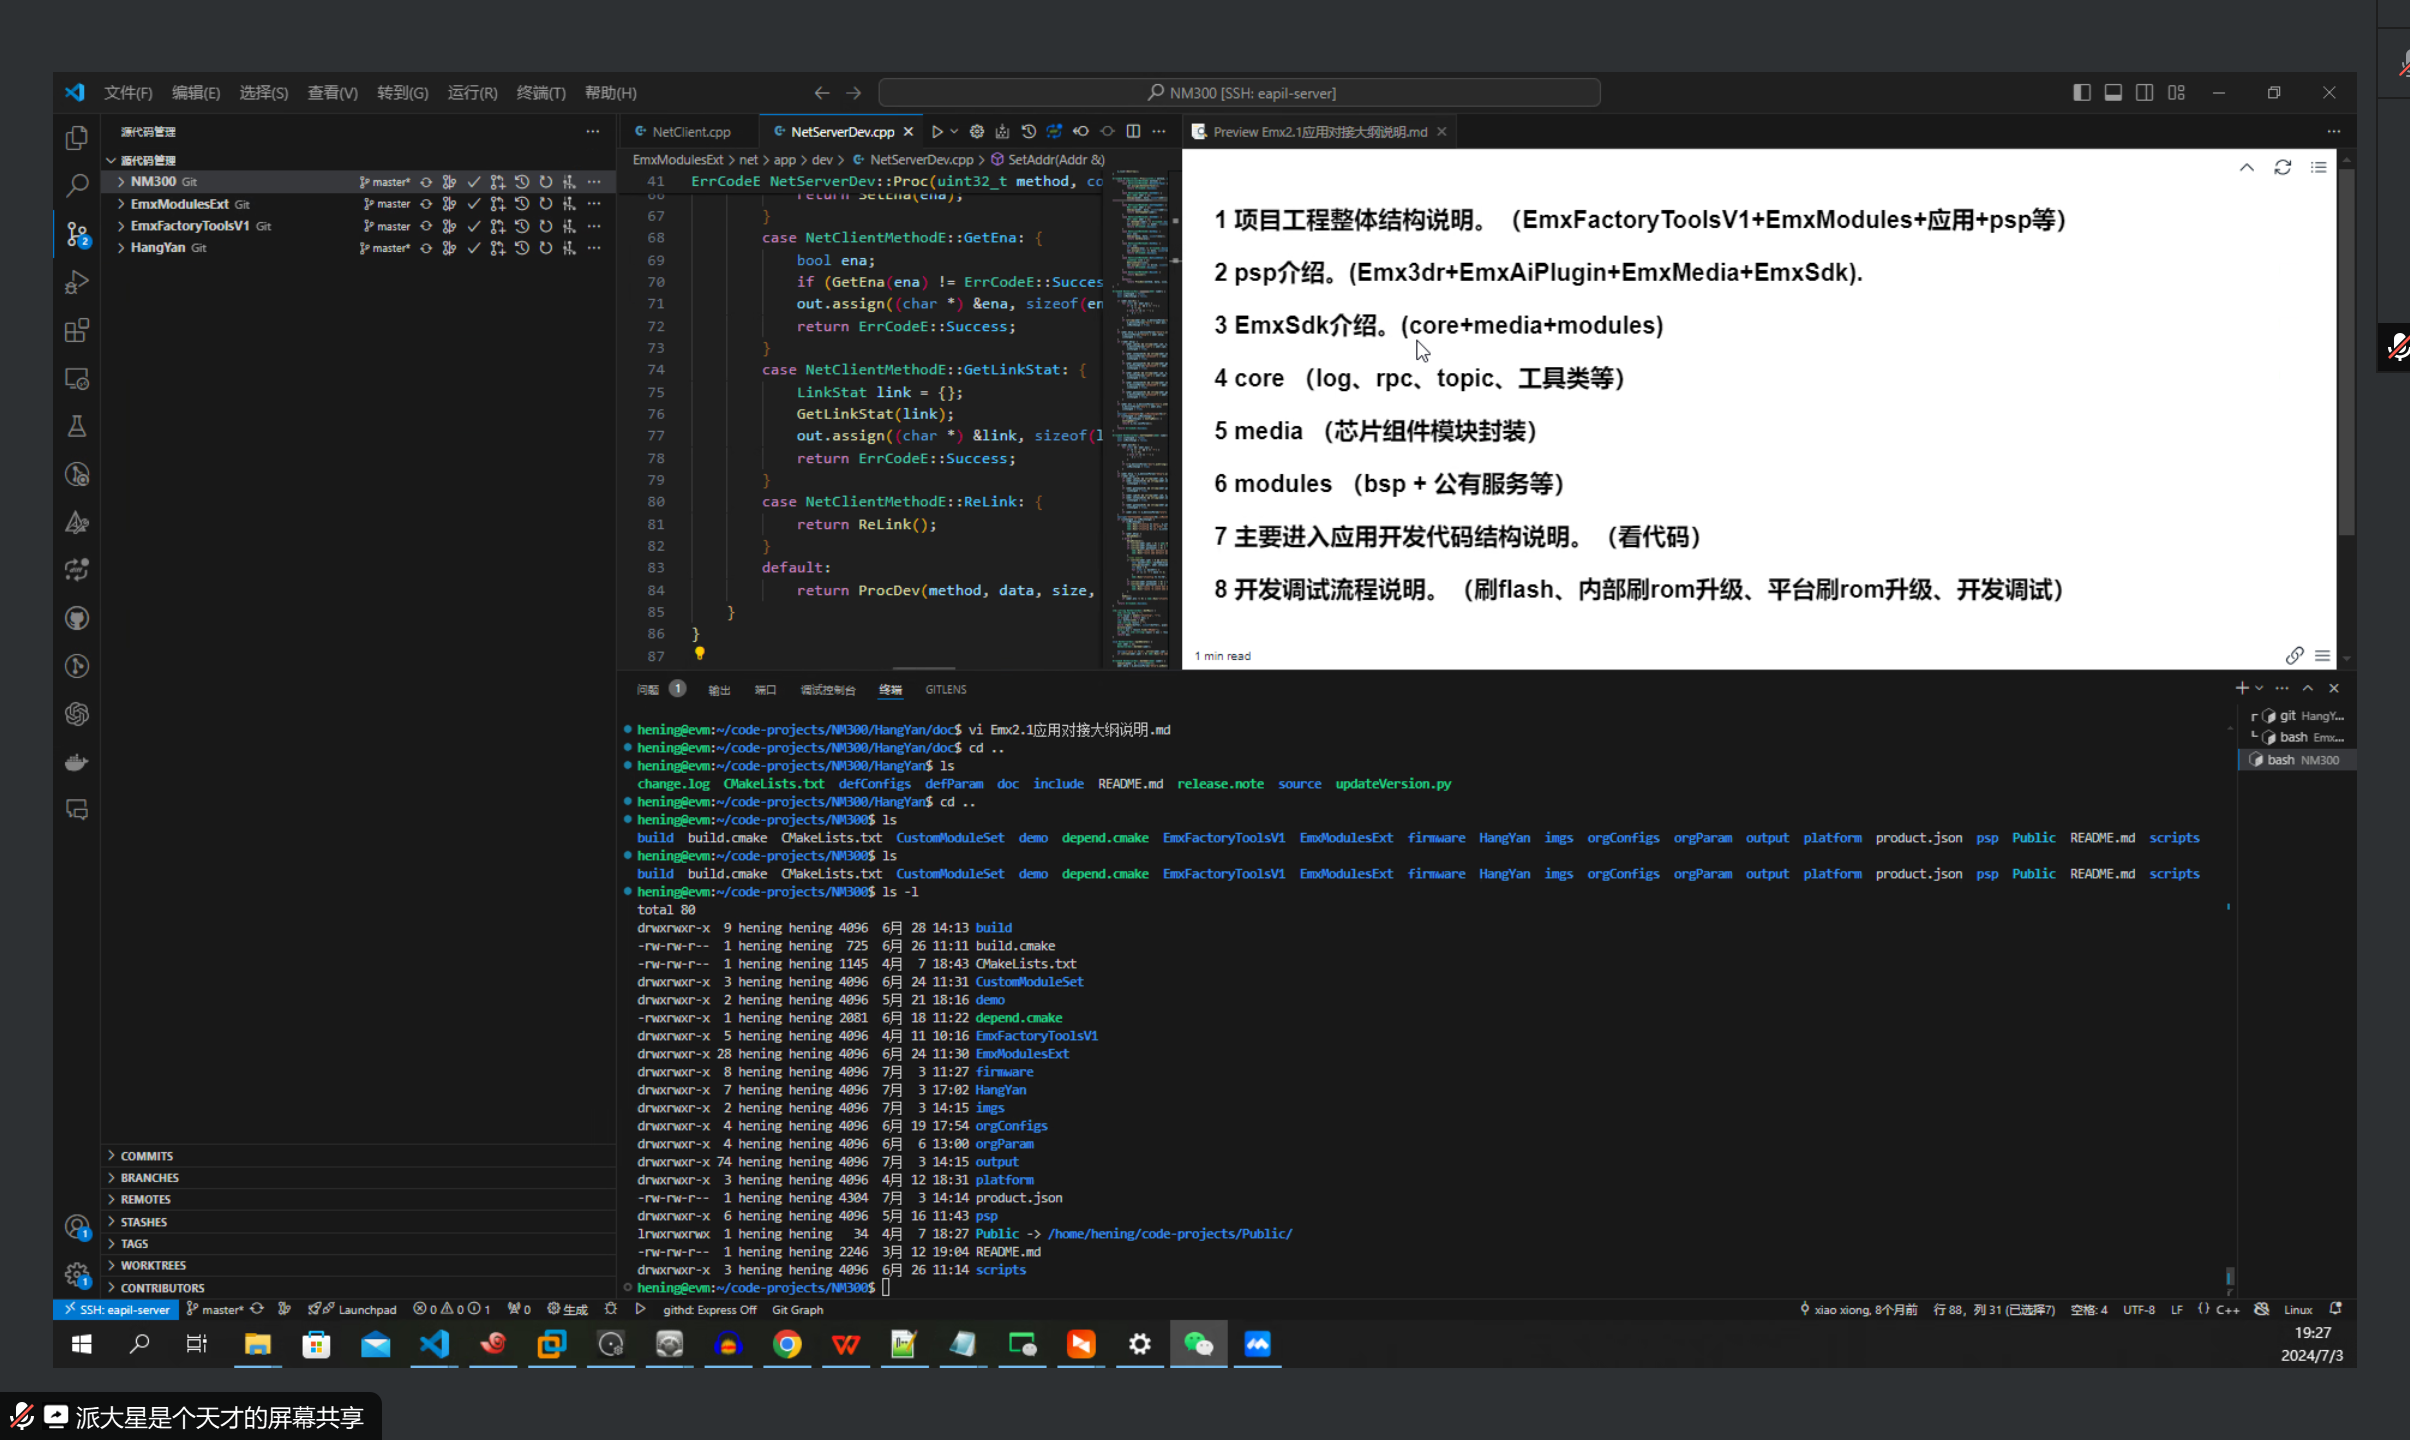 文件(F) 编辑(E) 选择(S) 查看(V) 转到(G) 运行(R) 终端(T) 帮助(H)
NM300 [SSH: eapil-server]
源代码管理
源代码管理
NM300 Git master*
EmxModulesExt Git master
EmxFactoryToolsV1 Git master
HangYan Git master*
COMMITS
BRANCHES
REMOTES
STASHES
TAGS
WORKTREES
CONTRIBUTORS
NetClient.cpp NetServerDev.cpp
EmxModulesExt > net > app > dev > NetServerDev.cpp > SetAddr(Addr &)
41 ErrCodeE NetServerDev::Proc(uint32_t method, co
66 return SetEna(ena);
67 }
68 case NetClientMethodE::GetEna: {
69 bool ena;
70 if (GetEna(ena) != ErrCodeE::Succes
71 out.assign((char *) &ena, sizeof(en
72 return ErrCodeE::Success;
73 }
74 case NetClientMethodE::GetLinkStat: {
75 LinkStat link = {};
76 GetLinkStat(link);
77 out.assign((char *) &link, sizeof(l
78 return ErrCodeE::Success;
79 }
80 case NetClientMethodE::ReLink: {
81 return ReLink();
82 }
83 default:
84 return ProcDev(method, data, size,
85 }
86 }
87
Preview Emx2.1应用对接大纲说明.md
1 项目工程整体结构说明。（EmxFactoryToolsV1+EmxModules+应用+psp等）
2 psp介绍。(Emx3dr+EmxAiPlugin+EmxMedia+EmxSdk).
3 EmxSdk介绍。(core+media+modules)
4 core （log、rpc、topic、工具类等）
5 media （芯片组件模块封装）
6 modules （bsp + 公有服务等）
7 主要进入应用开发代码结构说明。（看代码）
8 开发调试流程说明。（刷flash、内部刷rom升级、平台刷rom升级、开发调试）
1 min read
问题 1 输出 端口 调试控制台 终端 GITLENS
hening@evm:~/code-projects/NM300/HangYan/doc$ vi Emx2.1应用对接大纲说明.md
hening@evm:~/code-projects/NM300/HangYan/doc$ cd ..
hening@evm:~/code-projects/NM300/HangYan$ ls
change.log CMakeLists.txt defConfigs defParam doc include README.md release.note source updateVersion.py
hening@evm:~/code-projects/NM300/HangYan$ cd ..
hening@evm:~/code-projects/NM300$ ls
build build.cmake CMakeLists.txt CustomModuleSet demo depend.cmake EmxFactoryToolsV1 EmxModulesExt firmware HangYan imgs orgConfigs orgParam output platform product.json psp Public README.md scripts
hening@evm:~/code-projects/NM300$ ls
build build.cmake CMakeLists.txt CustomModuleSet demo depend.cmake EmxFactoryToolsV1 EmxModulesExt firmware HangYan imgs orgConfigs orgParam output platform product.json psp Public README.md scripts
hening@evm:~/code-projects/NM300$ ls -l
total 80
drwxrwxr-x 9 hening hening 4096 6月 28 14:13 build
-rw-rw-r-- 1 hening hening 725 6月 26 11:11 build.cmake
-rw-rw-r-- 1 hening hening 1145 4月 7 18:43 CMakeLists.txt
drwxrwxr-x 3 hening hening 4096 6月 24 11:31 CustomModuleSet
drwxrwxr-x 2 hening hening 4096 5月 21 18:16 demo
-rwxrwxr-x 1 hening hening 2081 6月 18 11:22 depend.cmake
drwxrwxr-x 5 hening hening 4096 4月 11 10:16 EmxFactoryToolsV1
drwxrwxr-x 28 hening hening 4096 6月 24 11:30 EmxModulesExt
drwxrwxr-x 8 hening hening 4096 7月 3 11:27 firmware
drwxrwxr-x 7 hening hening 4096 7月 3 17:02 HangYan
drwxrwxr-x 2 hening hening 4096 7月 3 14:15 imgs
drwxrwxr-x 4 hening hening 4096 6月 19 17:54 orgConfigs
drwxrwxr-x 4 hening hening 4096 6月 6 13:00 orgParam
drwxrwxr-x 74 hening hening 4096 7月 3 14:15 output
drwxrwxr-x 3 hening hening 4096 4月 12 18:31 platform
-rw-rw-r-- 1 hening hening 4304 7月 3 14:14 product.json
drwxrwxr-x 6 hening hening 4096 5月 16 11:43 psp
lrwxrwxrwx 1 hening hening 34 4月 7 18:27 Public -> /home/hening/code-projects/Public/
-rw-rw-r-- 1 hening hening 2246 3月 12 19:04 README.md
drwxrwxr-x 3 hening hening 4096 6月 26 11:14 scripts
hening@evm:~/code-projects/NM300$
git HangY...
bash Emx...
bash NM300
SSH: eapil-server master* Launchpad 0 0 1 0 生成 githd: Express Off Git Graph
xiao xiong, 8个月前 行 88，列 31 (已选择7) 空格: 4 UTF-8 LF {} C++ Linux
19:27
2024/7/3
派大星是个天才的屏幕共享